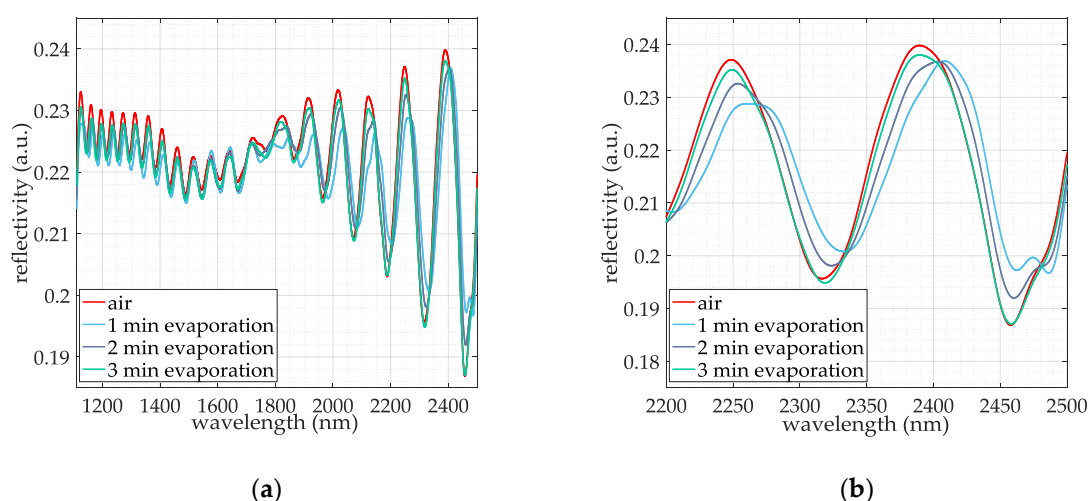 0.24
0.23
0.22
0.21
0.2
0.19
reflectivity (a.u.)
air
1 min evaporation
2 min evaporation
3 min evaporation
1200 1400 1600 1800 2000 2200 2400
wavelength (nm)
(a)
0.24
0.23
0.22
0.21
0.2
0.19
0.18
reflectivity (a.u.)
air
1 min evaporation
2 min evaporation
3 min evaporation
2200 2250 2300 2350 2400 2450 2500
wavelength (nm)
(b)